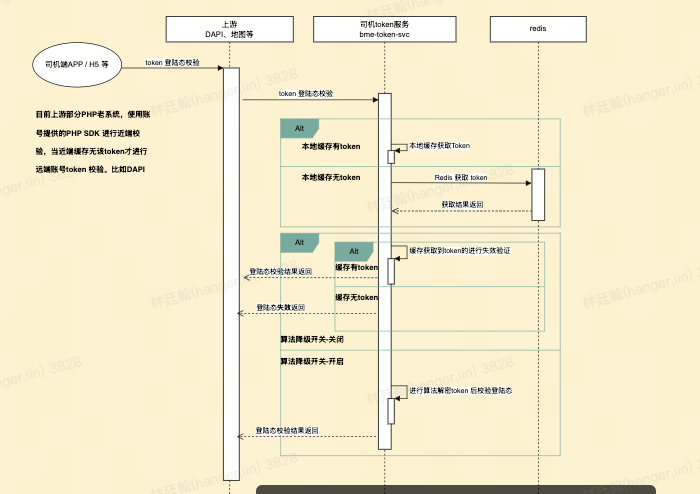 上游
DAPI、地图等
司机token服务
bme-token-svc
redis
司机端APP / H5 等
token 登陆态校验
token 登陆态校验
目前上游部分PHP老系统，使用账
号提供的PHP SDK 进行近端校
验，当近端缓存无该token才进行
远端账号token 校验。比如DAPI
Alt
本地缓存有token
本地缓存获取Token
本地缓存无token
Redis 获取 token
获取结果返回
Alt
Alt
缓存获取到token的进行失效验证
缓存有token
登陆态校验结果返回
缓存无token
登陆态失效返回
算法降级开关-关闭
算法降级开关-开启
进行算法解密token 后校验登陆态
登陆态校验结果返回
林廷翰(hanger.lin) 3828